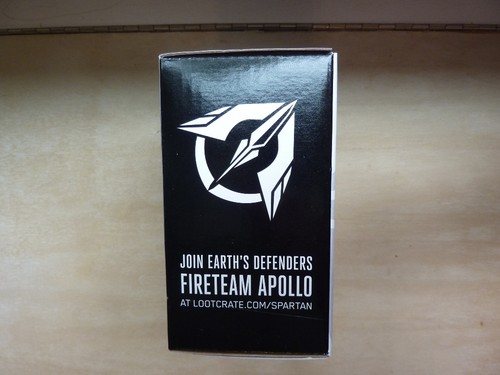 JOIN EARTH'S DEFENDERS
FIRETEAM APOLLO
AT LOOTCRATE.COM/SPARTAN